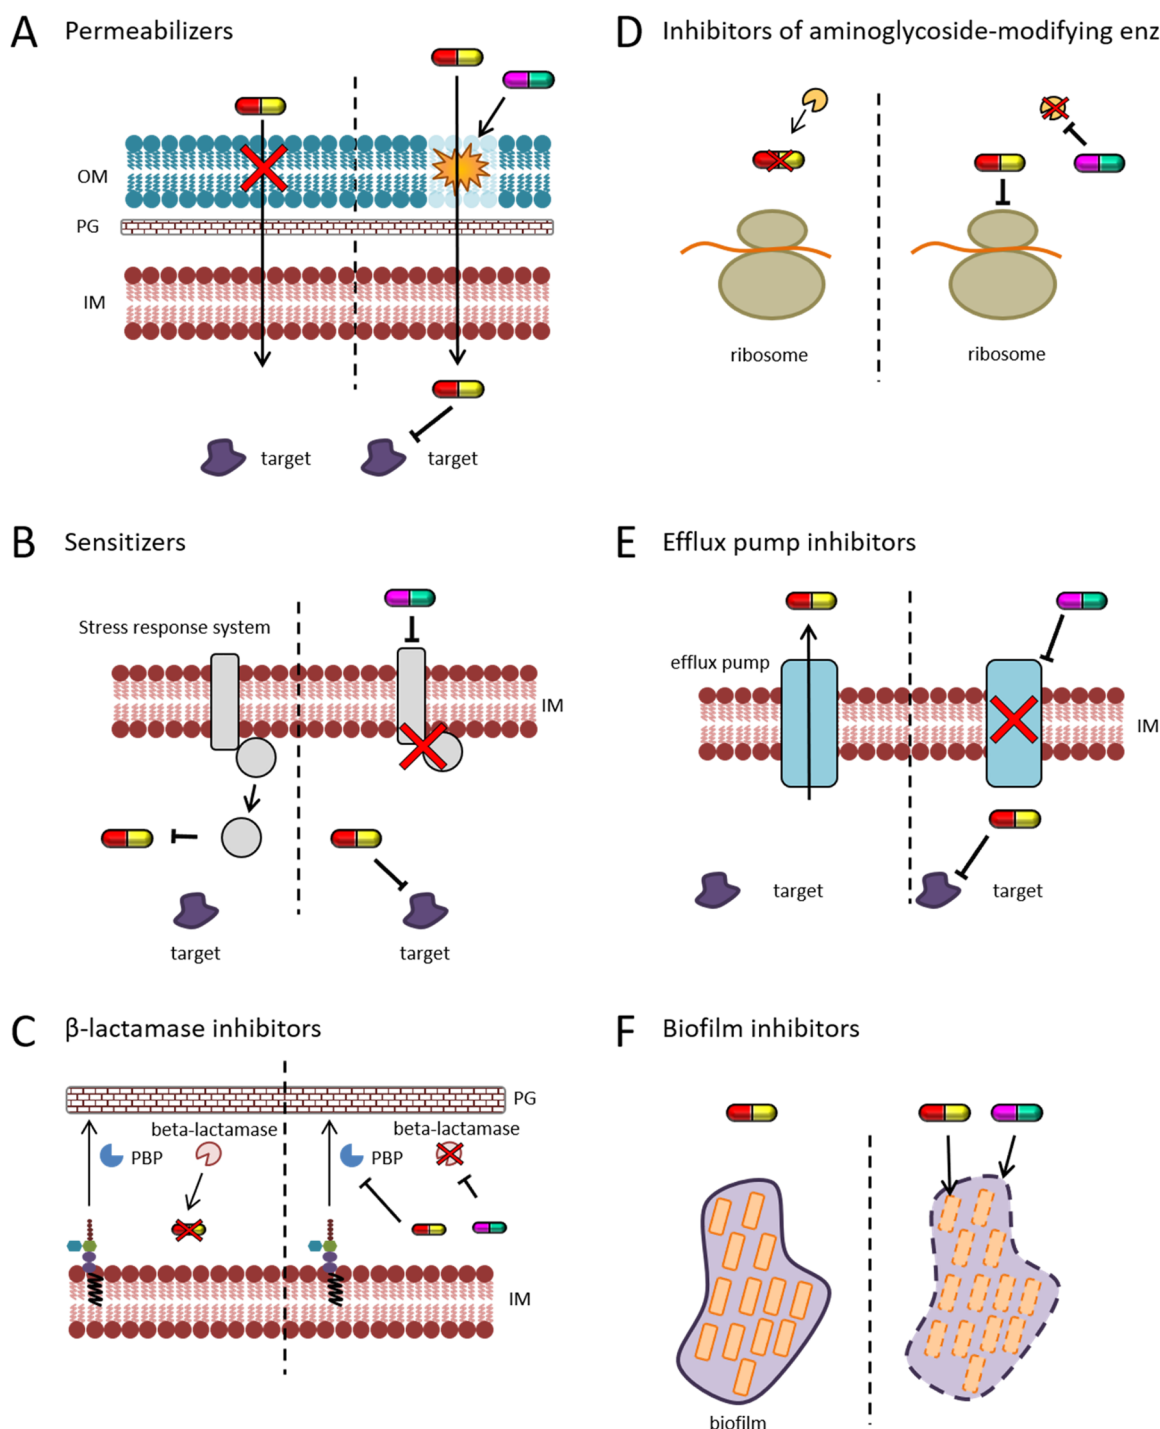 A Permeabilizers
OM
PG
IM
target
target
B Sensitizers
Stress response system
IM
target
target
C β-lactamase inhibitors
PG
beta-lactamase
beta-lactamase
PBP
PBP
IM
D Inhibitors of aminoglycoside-modifying enz
ribosome
ribosome
E Efflux pump inhibitors
efflux pump
IM
target
target
F Biofilm inhibitors
biofilm